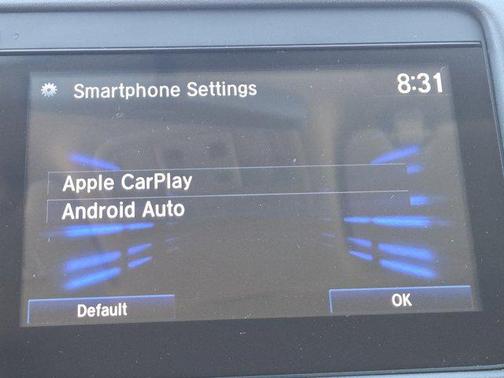 Smartphone Settings
8:31
Apple CarPlay
Android Auto
Default
OK